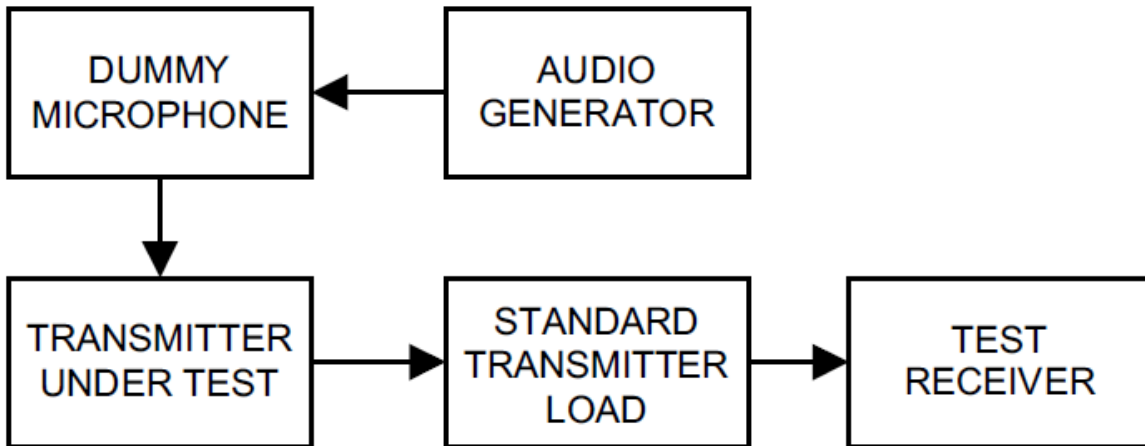 DUMMY
MICROPHONE
AUDIO
GENERATOR
TRANSMITTER
UNDER TEST
STANDARD
TRANSMITTER
LOAD
TEST
RECEIVER